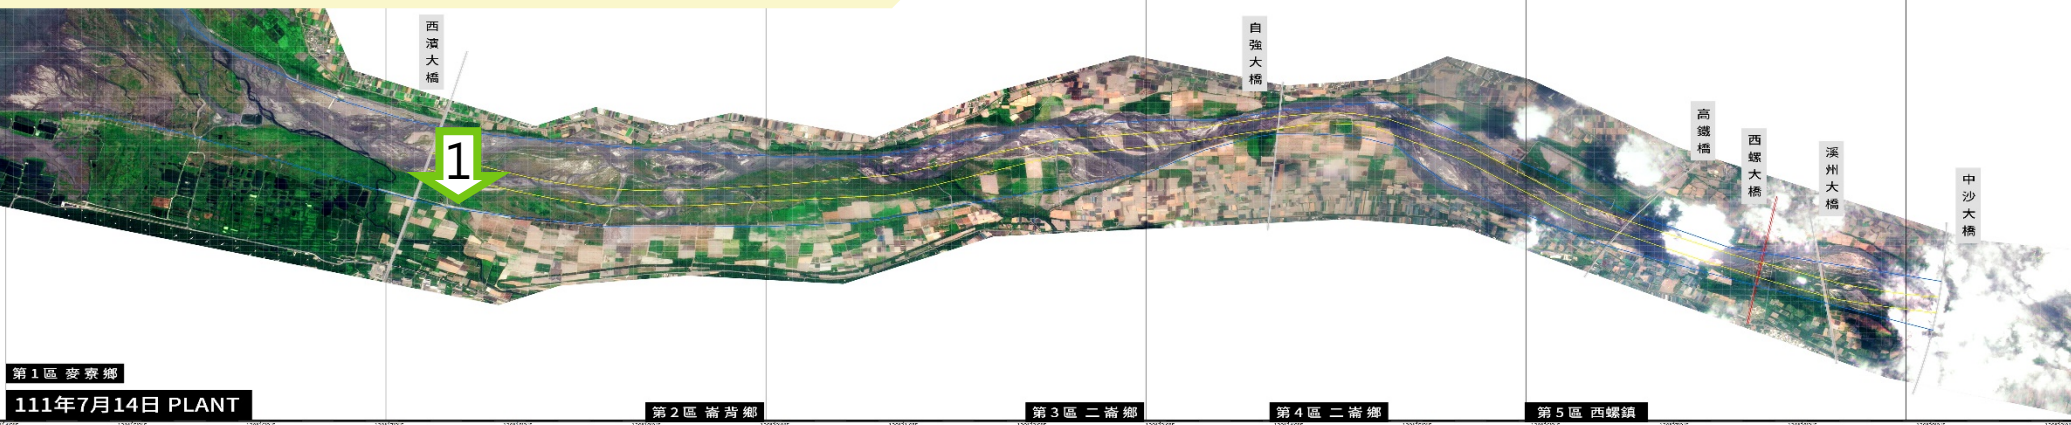 西濱大橋
自強大橋
高鐵橋
西螺大橋
溪州大橋
中沙大橋
1
第1區 麥寮鄉
111年7月14日 PLANT
第2區 崙背鄉
第3區 二崙鄉
第4區 二崙鄉
第5區 西螺鎮